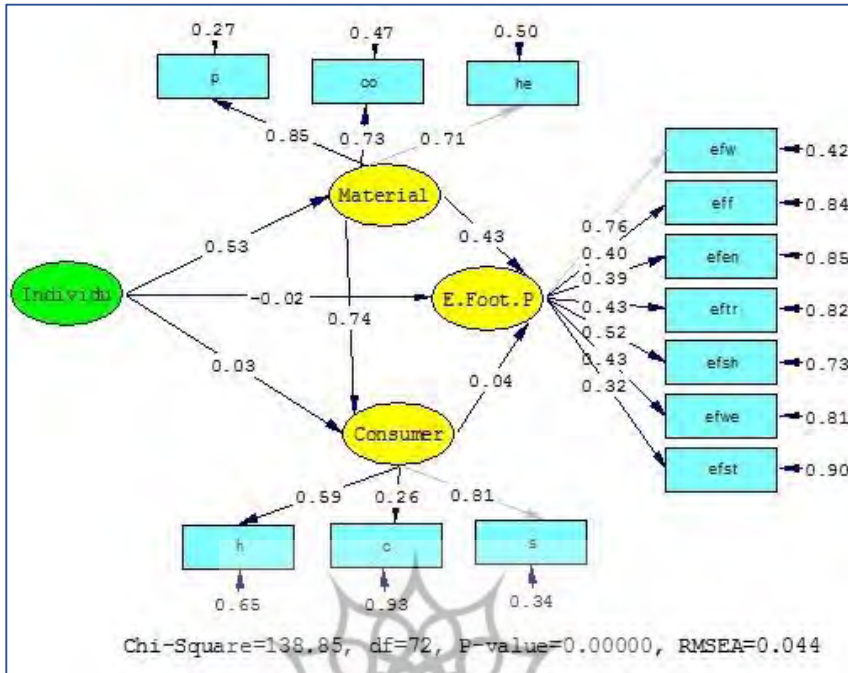 0.27 0.47 0.50
p co he
0.85 0.73 0.71
efw 0.42
Material
eff 0.84
0.76
0.53 0.43 0.40
efen 0.85
0.39
Individu -0.02 E.Foot.P 0.43 eftr 0.82
0.74 0.52
efsh 0.73
0.43
0.03 0.04 0.32
efwe 0.81
Consumer
efst 0.90
0.59 0.26 0.81
h c s
0.65 0.93 0.34
Chi-Square=138.85, df=72, P-value=0.00000, RMSEA=0.044